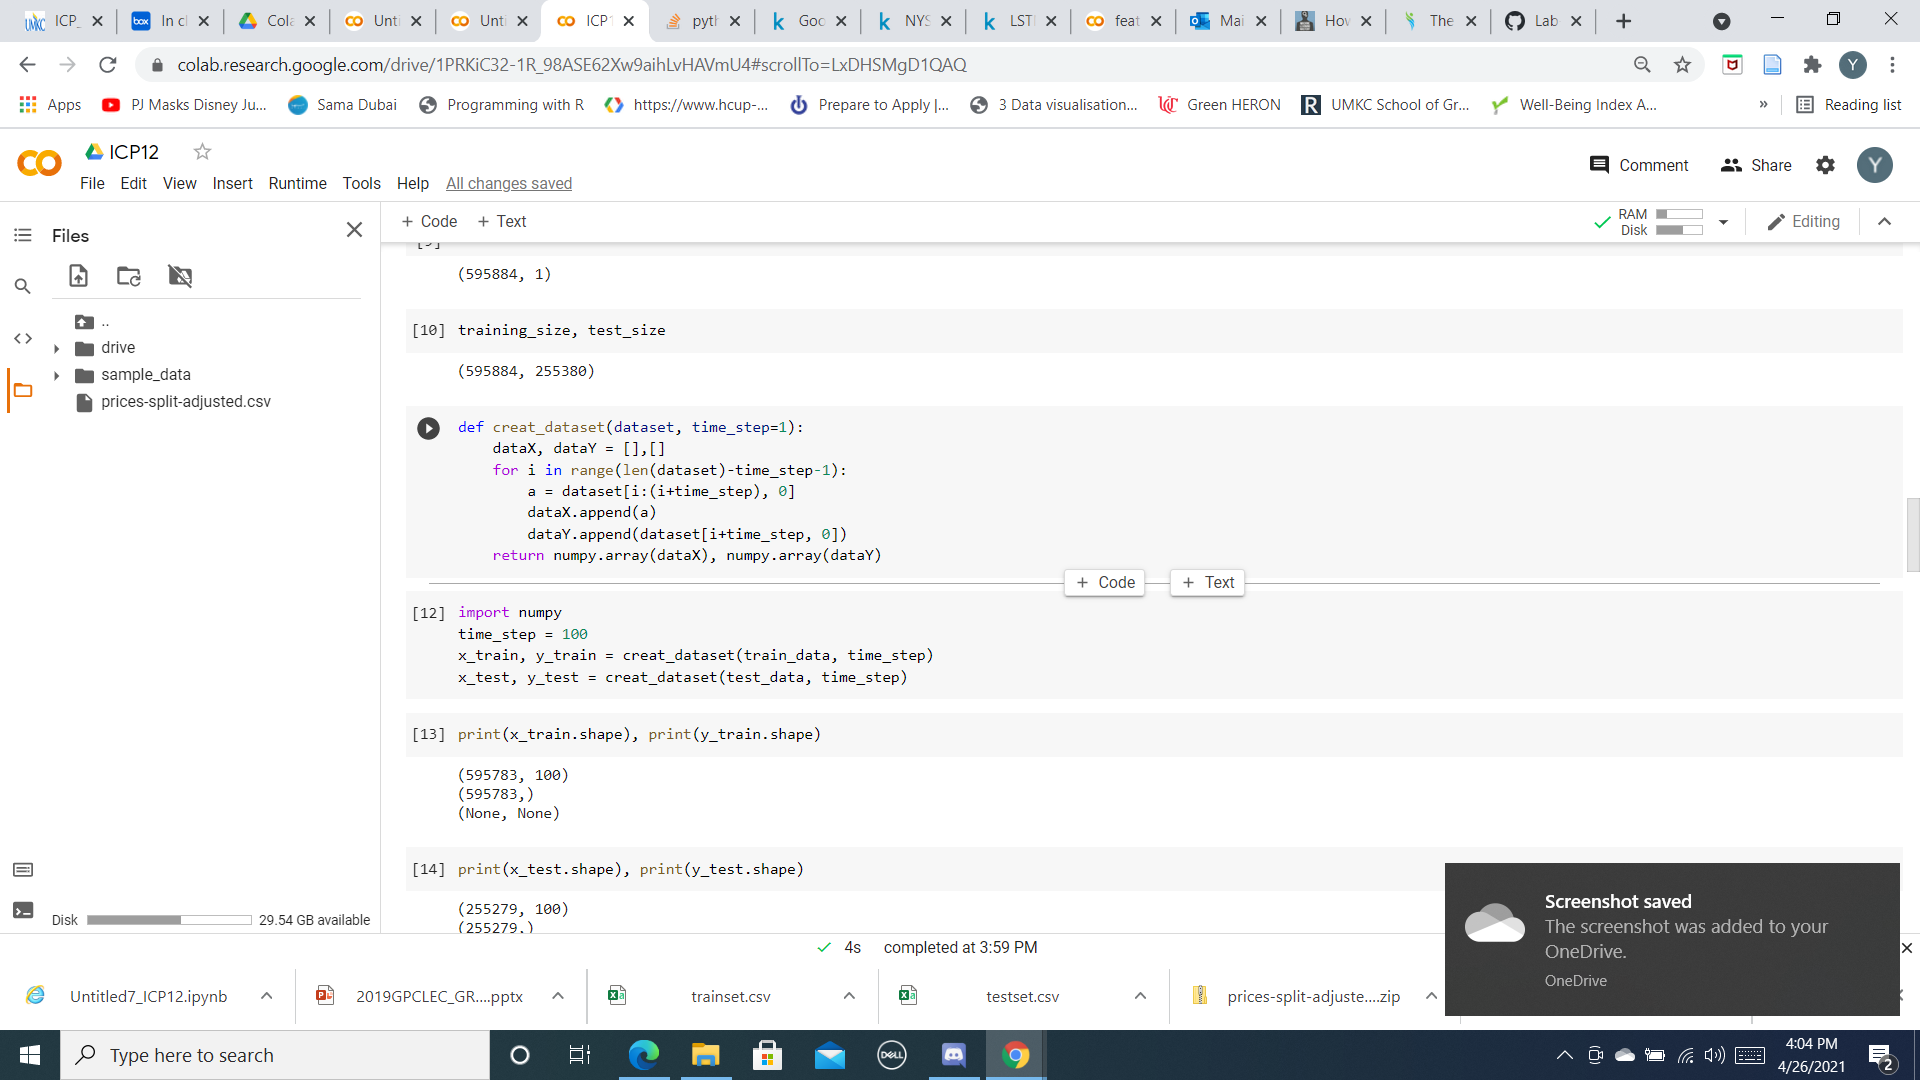 ICP_
In cl
Cola
Unti
Unti
ICP1
pyth
Goo
NYS
LSTI
feat
Mai
How
The
Lab
colab.research.google.com/drive/1PRKiC32-1R_98ASE62Xw9aihLvHAVmU4#scrollTo=LxDHSMgD1QAQ
Y
Apps
PJ Masks Disney Ju...
Sama Dubai
Programming with R
https://www.hcup-...
Prepare to Apply |...
3 Data visualisation...
Green HERON
UMKC School of Gr...
Well-Being Index A...
»
Reading list
ICP12
File Edit View Insert Runtime Tools Help All changes saved
Comment
Share
Y
Files
+ Code + Text
RAM
Disk
Editing
..
drive
sample_data
prices-split-adjusted.csv
[9]
(595884, 1)
[10] training_size, test_size
(595884, 255380)
def creat_dataset(dataset, time_step=1):
dataX, dataY = [],[]
for i in range(len(dataset)-time_step-1):
a = dataset[i:(i+time_step), 0]
dataX.append(a)
dataY.append(dataset[i+time_step, 0])
return numpy.array(dataX), numpy.array(dataY)
+ Code + Text
[12] import numpy
time_step = 100
x_train, y_train = creat_dataset(train_data, time_step)
x_test, y_test = creat_dataset(test_data, time_step)
[13] print(x_train.shape), print(y_train.shape)
(595783, 100)
(595783,)
(None, None)
[14] print(x_test.shape), print(y_test.shape)
(255279, 100)
(255279,)
Disk 29.54 GB available
4s completed at 3:59 PM
Screenshot saved
The screenshot was added to your
OneDrive.
OneDrive
Untitled7_ICP12.ipynb
2019GPCLEC_GR....pptx
trainset.csv
testset.csv
prices-split-adjuste....zip
Type here to search
DELL
4:04 PM
4/26/2021
2